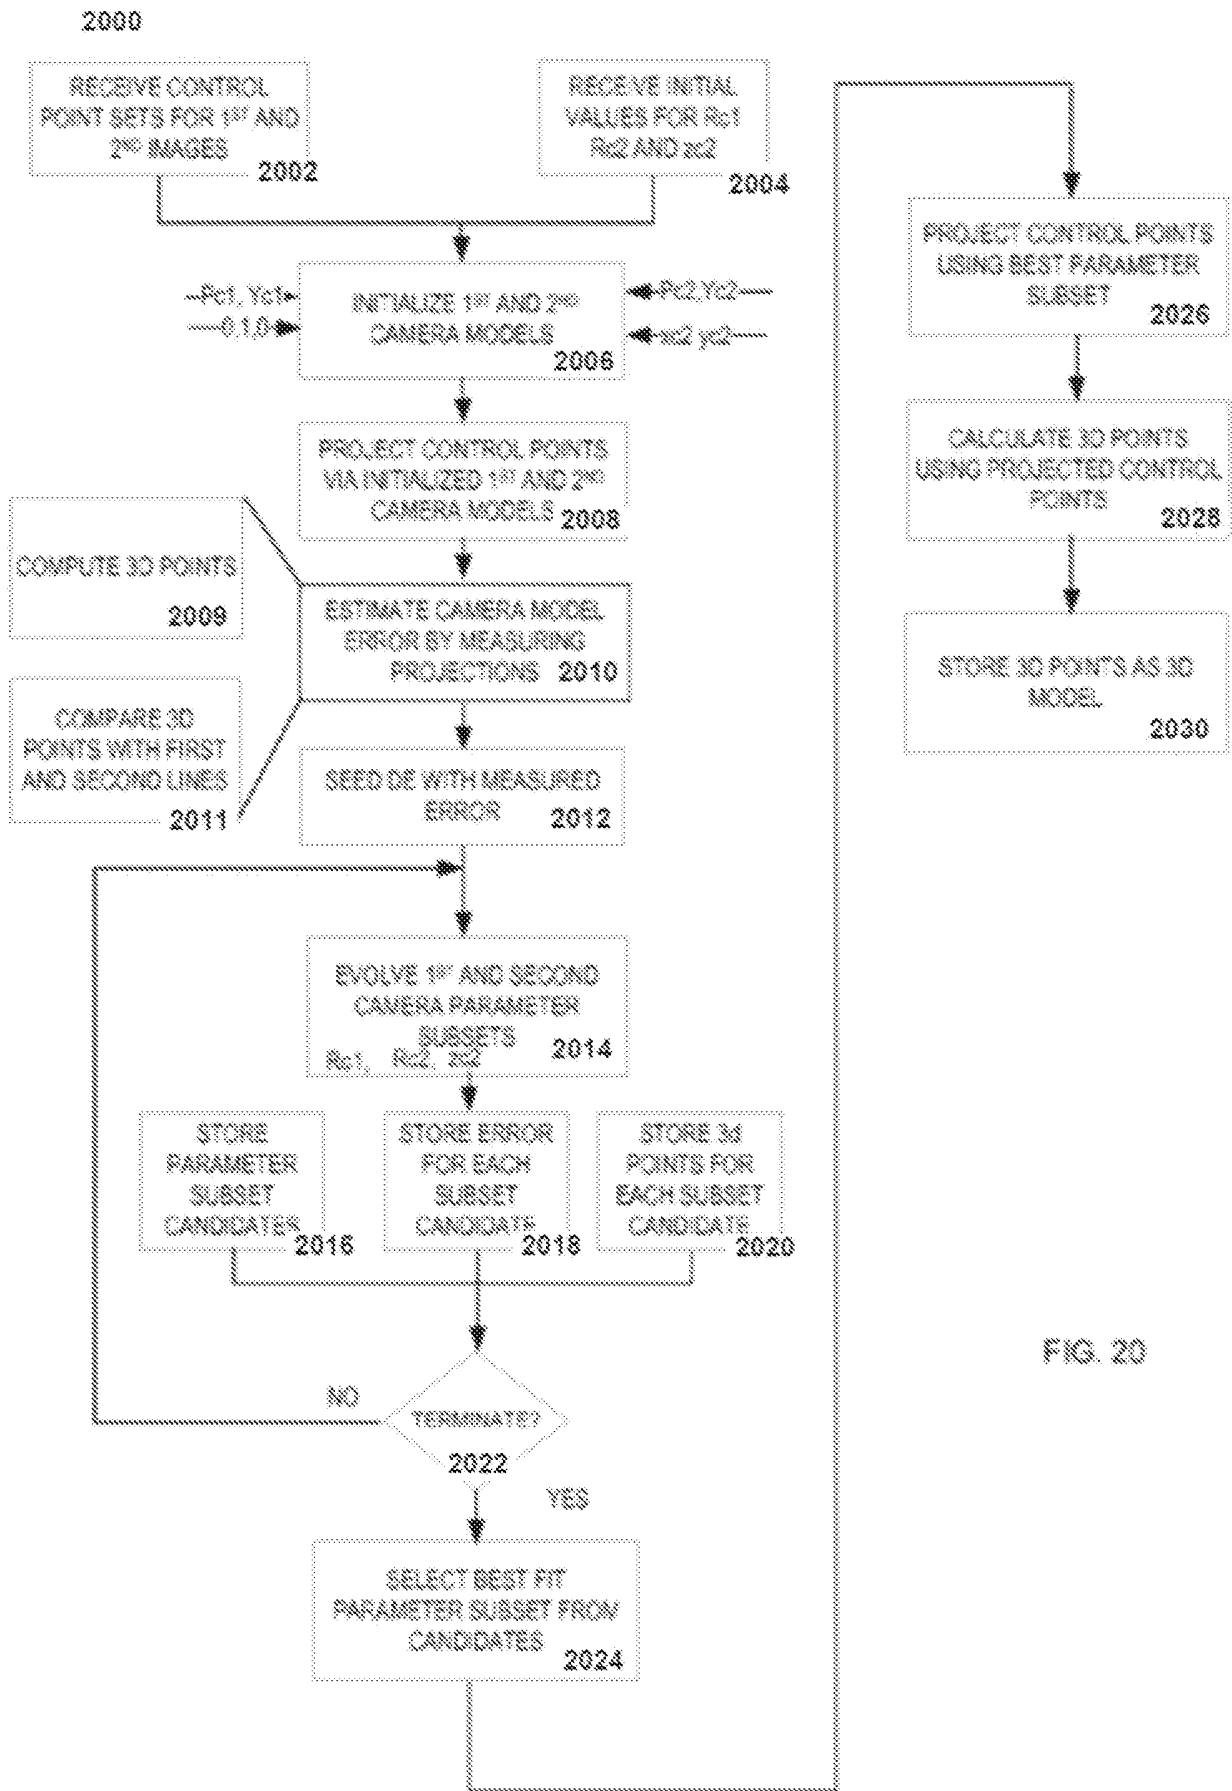 2000
RECEIVE CONTROL
POINT SETS FOR 1ST AND
2ND IMAGES
2002
RECEIVE INITIAL
VALUES FOR Rc1
Rc2 AND zc2
2004
Pc1, Yc1
0,1,0
INITIALIZE 1ST AND 2ND
CAMERA MODELS
2006
Pc2,Yc2
xc2 yc2
PROJECT CONTROL POINTS
VIA INITIALIZED 1ST AND 2ND
CAMERA MODELS
2008
COMPUTE 3D POINTS
2009
ESTIMATE CAMERA MODEL
ERROR BY MEASURING
PROJECTIONS
2010
COMPARE 3D
POINTS WITH FIRST
AND SECOND LINES
2011
SEED DE WITH MEASURED
ERROR
2012
EVOLVE 1ST AND SECOND
CAMERA PARAMETER
SUBSETS
2014
Rc1, Rc2, zc2
STORE
PARAMETER
SUBSET
CANDIDATES
2016
STORE ERROR
FOR EACH
SUBSET
CANDIDATE
2018
STORE 3d
POINTS FOR
EACH SUBSET
CANDIDATE
2020
TERMINATE?
2022
NO
YES
SELECT BEST FIT
PARAMETER SUBSET FROM
CANDIDATES
2024
PROJECT CONTROL POINTS
USING BEST PARAMETER
SUBSET
2026
CALCULATE 3D POINTS
USING PROJECTED CONTROL
POINTS
2028
STORE 3D POINTS AS 3D
MODEL
2030
FIG. 20